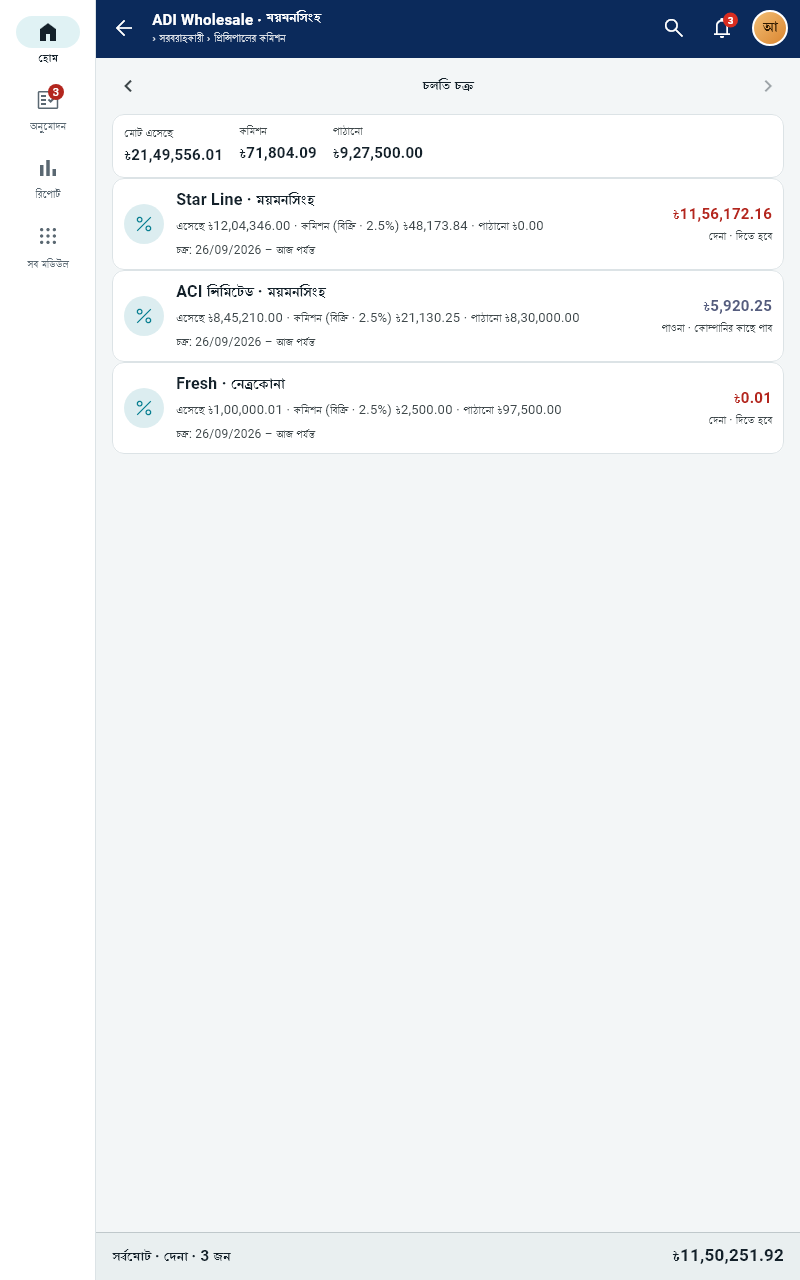 ADI Wholesale · ময়মনসিংহ
› সরবরাহকারী › প্রিন্সিপালের কমিশন
3
আ
হোম
3
অনুমোদন
রিপোর্ট
সব মডিউল
চলতি চক্র
মোট এসেছে
৳21,49,556.01
কমিশন
৳71,804.09
পাঠানো
৳9,27,500.00
Star Line · ময়মনসিংহ
এসেছে ৳12,04,346.00 · কমিশন (বিক্রি · 2.5%) ৳48,173.84 · পাঠানো ৳0.00
চক্র: 26/09/2026 – আজ পর্যন্ত
৳11,56,172.16
দেনা · দিতে হবে
ACI লিমিটেড · ময়মনসিংহ
এসেছে ৳8,45,210.00 · কমিশন (বিক্রি · 2.5%) ৳21,130.25 · পাঠানো ৳8,30,000.00
চক্র: 26/09/2026 – আজ পর্যন্ত
৳5,920.25
পাওনা · কোম্পানির কাছে পাব
Fresh · নেত্রকোনা
এসেছে ৳1,00,000.01 · কমিশন (বিক্রি · 2.5%) ৳2,500.00 · পাঠানো ৳97,500.00
চক্র: 26/09/2026 – আজ পর্যন্ত
৳0.01
দেনা · দিতে হবে
সর্বমোট · দেনা · 3 জন
৳11,50,251.92